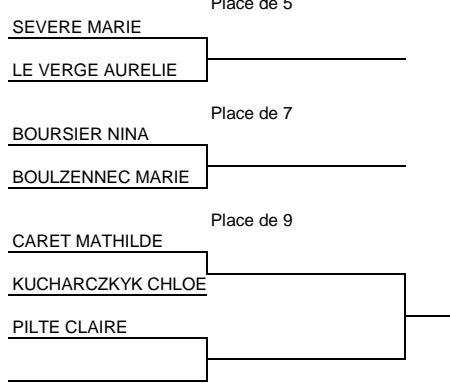 Place de 5
SEVERE MARIE
LE VERGE AURELIE
Place de 7
BOURSIER NINA
BOULZENNEC MARIE
Place de 9
CARET MATHILDE
KUCHARCZKYK CHLOE
PILTE CLAIRE